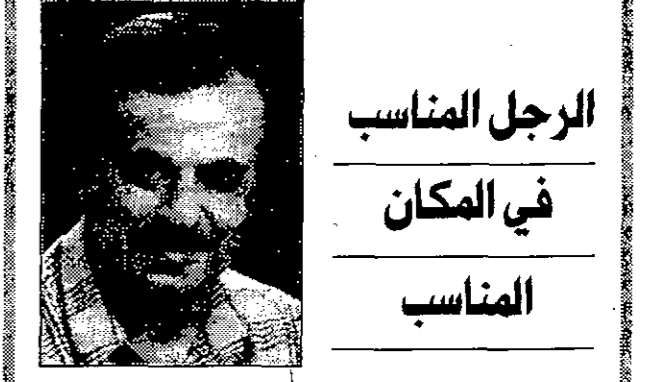 الرجل المناسب
في المكان
المناسب